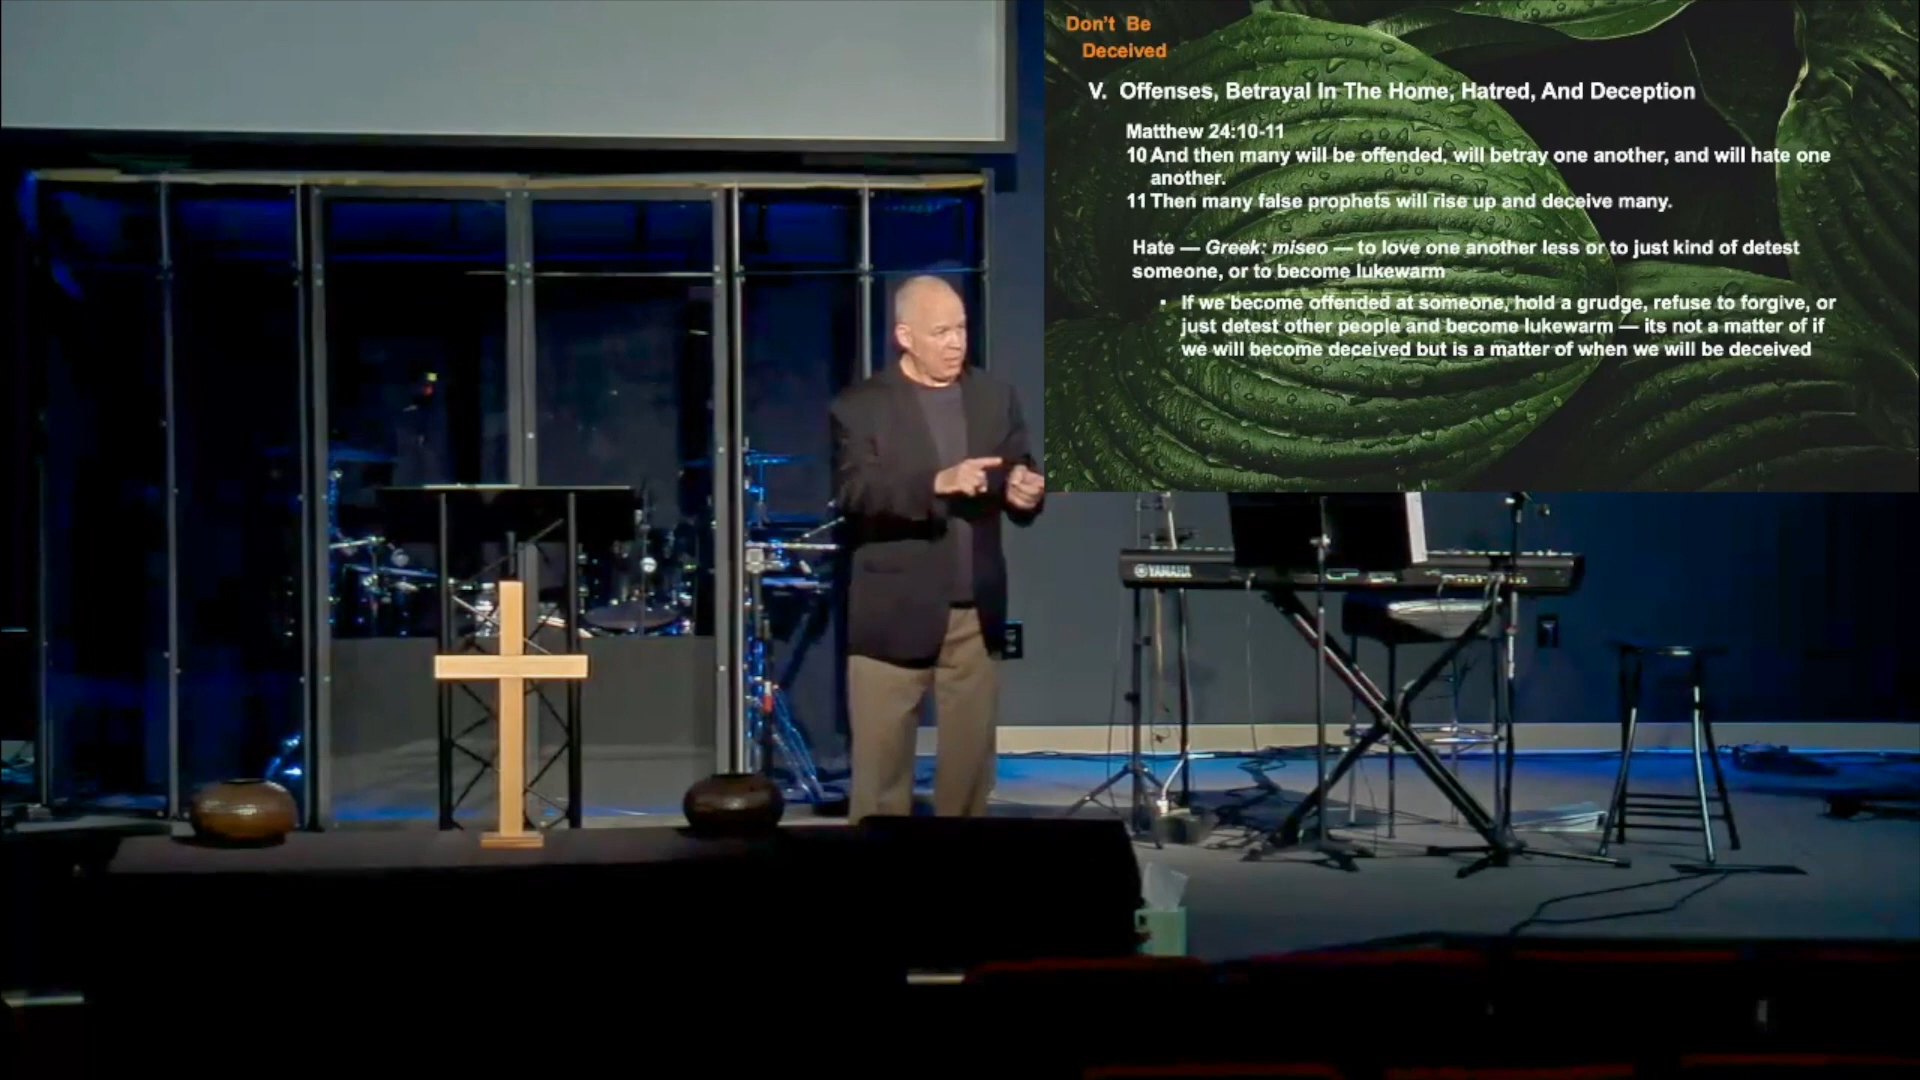 Don't Be
Deceived
V. Offenses, Betrayal In The Home, Hatred, And Deception
Matthew 24:10-11
10 And then many will be offended, will betray one another, and will hate one
another.
11 Then many false prophets will rise up and deceive many.
Hate — Greek: miseo — to love one another less or to just kind of detest
someone, or to become lukewarm
▪ If we become offended at someone, hold a grudge, refuse to forgive, or
just detest other people and become lukewarm — its not a matter of if
we will become deceived but is a matter of when we will be deceived
YAMAHA